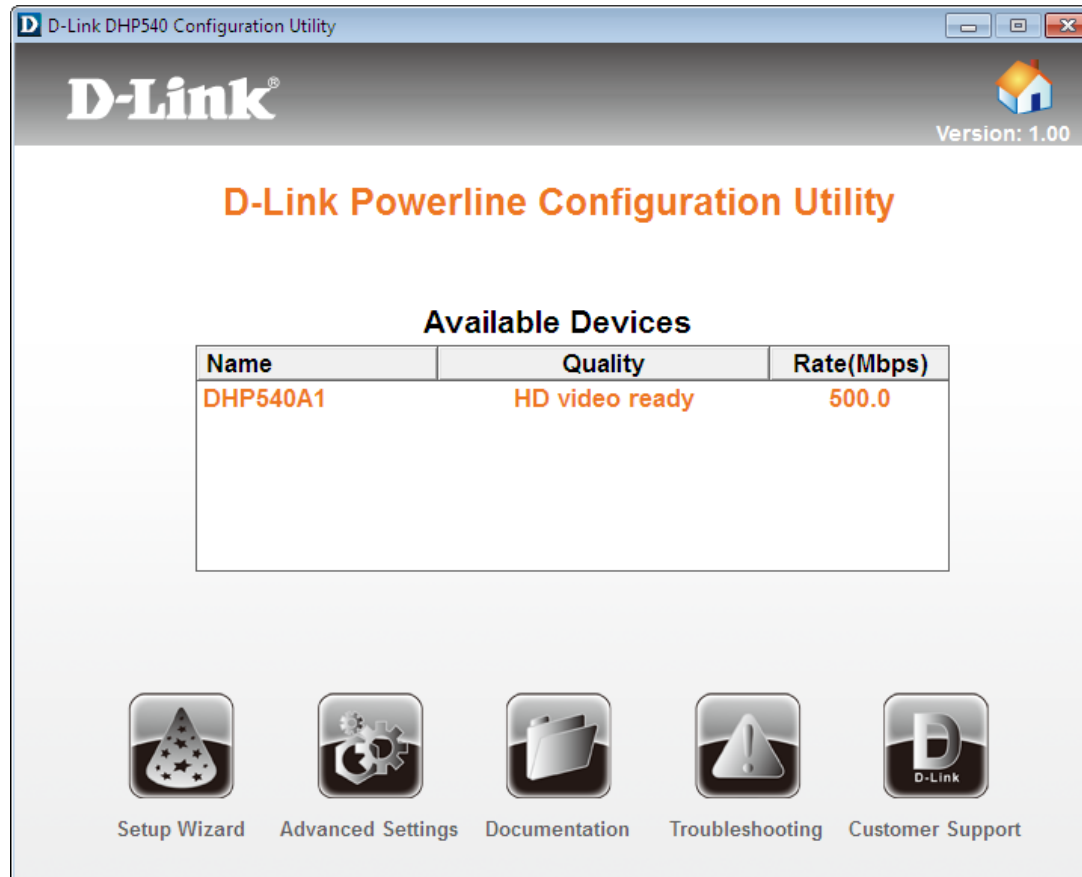 D-Link DHP540 Configuration Utility
D-Link®
Version: 1.00
D-Link Powerline Configuration Utility
Available Devices
Name Quality Rate(Mbps)
DHP540A1 HD video ready 500.0
D-Link
Setup Wizard Advanced Settings Documentation Troubleshooting Customer Support